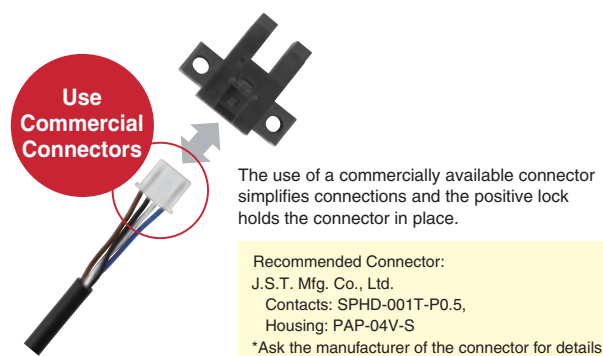 Use
Commercial
Connectors
The use of a commercially available connector
simplifies connections and the positive lock
holds the connector in place.
Recommended Connector:
J.S.T. Mfg. Co., Ltd.
Contacts: SPHD-001T-P0.5,
Housing: PAP-04V-S
*Ask the manufacturer of the connector for details